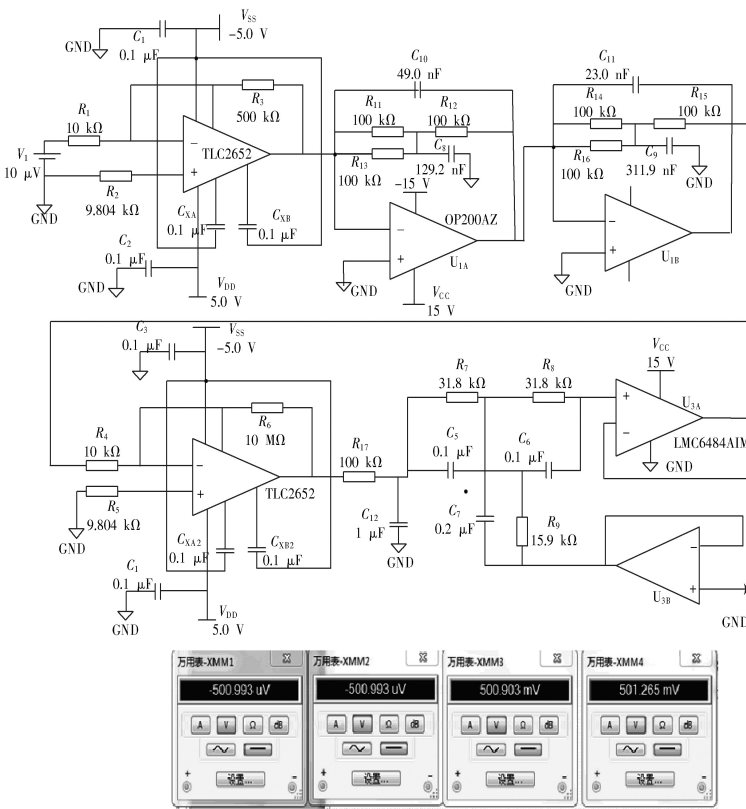 C1
0.1 μF
GND
VSS
-5.0 V
R1
10 kΩ
V1
10 μV
GND
R2
9.804 kΩ
R3
500 kΩ
TLC2652
CXA
0.1 μF
CXB
0.1 μF
C2
0.1 μF
GND
VDD
5.0 V
C10
49.0 nF
R11
100 kΩ
R12
100 kΩ
R13
100 kΩ
C8
129.2 nF
-15 V
OP200AZ
U1A
GND
VCC
15 V
C11
23.0 nF
R14
100 kΩ
R15
100 kΩ
R16
100 kΩ
C9
311.9 nF
GND
U1B
GND
C3
0.1 μF
GND
VSS
-5.0 V
R4
10 kΩ
R5
9.804 kΩ
GND
R6
10 MΩ
TLC2652
CXA2
0.1 μF
CXB2
0.1 μF
C1
0.1 μF
GND
VDD
5.0 V
R17
100 kΩ
C12
1 μF
GND
R7
31.8 kΩ
R8
31.8 kΩ
C5
0.1 μF
C6
0.1 μF
C7
0.2 μF
R9
15.9 kΩ
VCC
15 V
U3A
LMC6484AIM
GND
U3B
GND
万用表-XMM1
-500.993 uV
A V Ω dB
设置...
+ -
万用表-XMM2
-500.993 uV
A V Ω dB
设置...
+ -
万用表-XMM3
500.903 mV
A V Ω dB
设置...
+ -
万用表-XMM4
501.265 mV
A V Ω dB
设置...
+ -